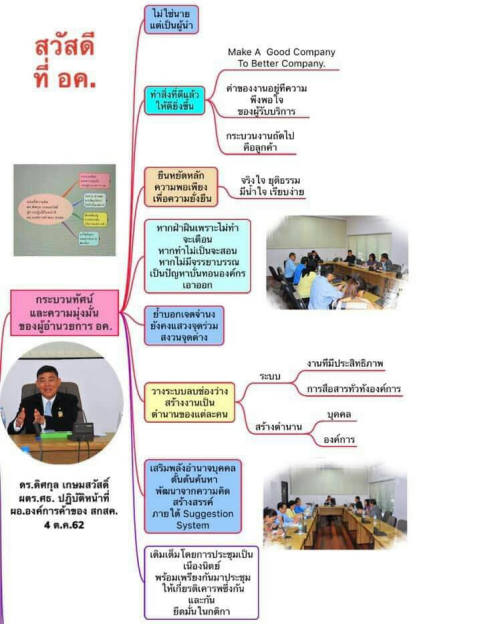 สวัสดี
ที่ อค.
ไม่ใช่นาย
แต่เป็นผู้นำ
ทำสิ่งที่ดีแล้ว
ให้ดียิ่งขึ้น
Make A Good Company
To Better Company.
ค่าของงานอยู่ที่ความ
พึงพอใจ
ของผู้รับบริการ
กระบวนงานถัดไป
คือลูกค้า
ยืนหยัดหลัก
ความพอเพียง
เพื่อความยั่งยืน
จริงใจ ยุติธรรม
มีน้ำใจ เรียบง่าย
หากฝ่าฝืนเพราะไม่ทำ
จะเตือน
หากทำไม่เป็นจะสอน
หากไม่มีจรรยาบรรณ
เป็นปัญหาบั่นทอนองค์กร
เอาออก
กระบวนทัศน์
และความมุ่งมั่น
ของผู้อำนวยการ อค.
ย้ำบอกเจตจำนง
ยังคงแสวงจุดร่วม
สงวนจุดต่าง
วางระบบลบช่องว่าง
สร้างงานเป็น
ตำนานของแต่ละคน
ระบบ
งานที่มีประสิทธิภาพ
การสื่อสารทั่วทั้งองค์การ
สร้างตำนาน
บุคคล
องค์การ
เสริมพลังอำนาจบุคคล
ดั้นด้นค้นหา
พัฒนาจากความคิด
สร้างสรรค์
ภายใต้ Suggestion
System
ดร.ดิศกุล เกษมสวัสดิ์
ผตร.ศธ. ปฏิบัติหน้าที่
ผอ.องค์การค้าของ สกสค.
4 ต.ค.62
เติมเต็มโดยการประชุมเป็น
เนืองนิตย์
พร้อมเพรียงกันมาประชุม
ให้เกียรติเคารพซึ่งกัน
และกัน
ยึดมั่นในกติกา